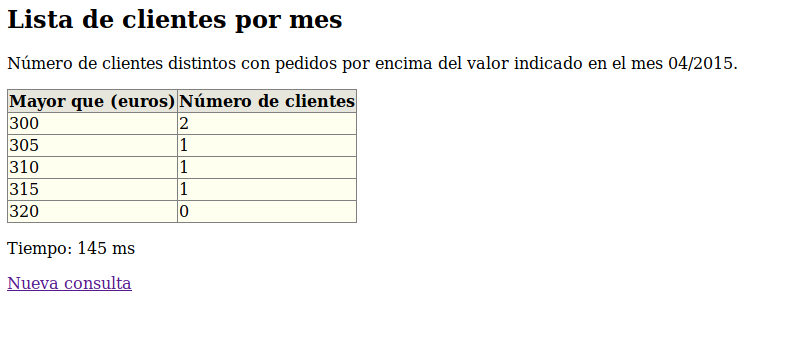 Lista de clientes por mes
Número de clientes distintos con pedidos por encima del valor indicado en el mes 04/2015.
Mayor que (euros) Número de clientes
300 2
305 1
310 1
315 1
320 0
Tiempo: 145 ms
Nueva consulta